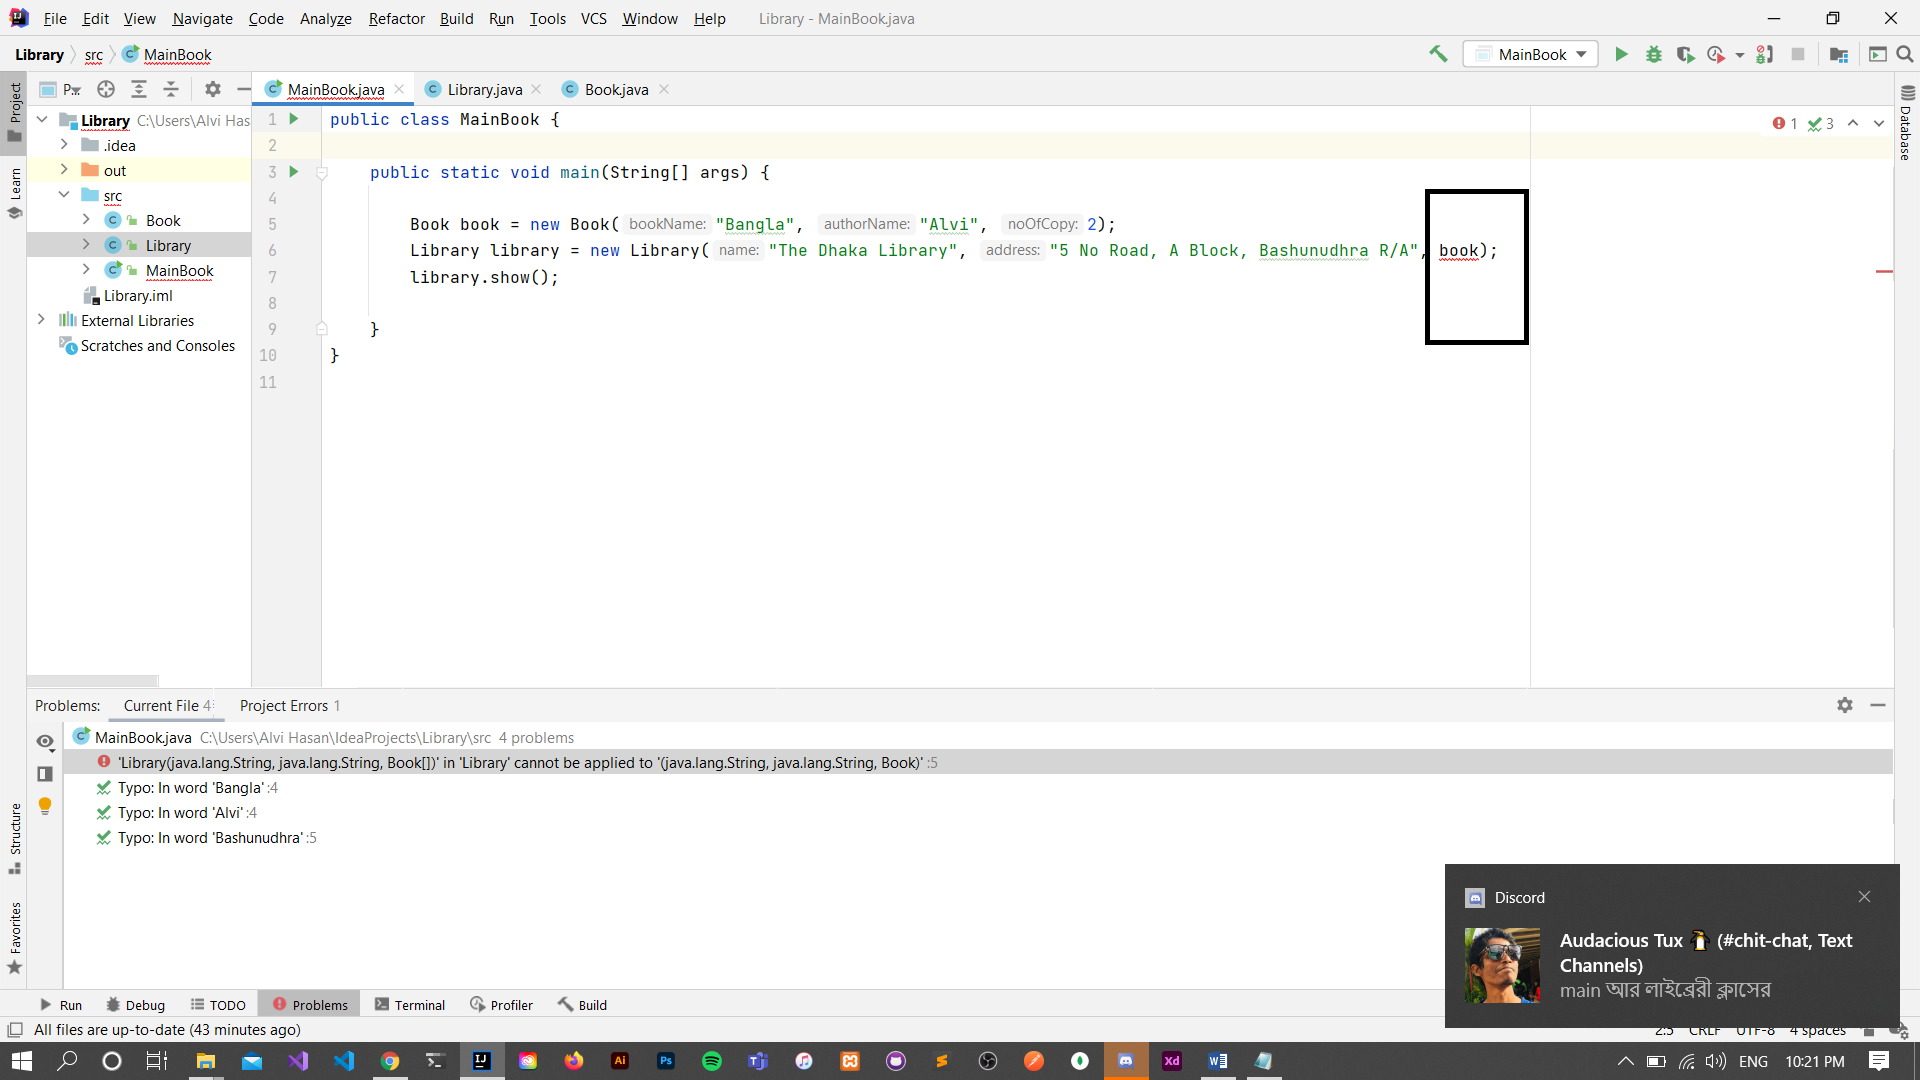 File Edit View Navigate Code Analyze Refactor Build Run Tools VCS Window Help Library - MainBook.java
Library src MainBook
MainBook
Project
P...
MainBook.java Library.java Book.java
Database
Library C:\Users\Alvi Has
.idea
out
Learn
src
Book
Library
MainBook
Library.iml
External Libraries
Scratches and Consoles
1 public class MainBook {
1 3
2
3 public static void main(String[] args) {
4
5 Book book = new Book( bookName: "Bangla", authorName: "Alvi", noOfCopy: 2);
6 Library library = new Library( name: "The Dhaka Library", address: "5 No Road, A Block, Bashunudhra R/A", book);
7 library.show();
8
9 }
10 }
11
Problems: Current File 4 Project Errors 1
MainBook.java C:\Users\Alvi Hasan\IdeaProjects\Library\src 4 problems
'Library(java.lang.String, java.lang.String, Book[])' in 'Library' cannot be applied to '(java.lang.String, java.lang.String, Book)' :5
Typo: In word 'Bangla' :4
Typo: In word 'Alvi' :4
Typo: In word 'Bashunudhra' :5
Structure
Favorites
Discord
Audacious Tux 🐧 (#chit-chat, Text
Channels)
main আর লাইব্রেরী ক্লাসের
Run Debug TODO Problems Terminal Profiler Build
All files are up-to-date (43 minutes ago)
2:5 CRLF UTF-8 4 spaces
ENG 10:21 PM